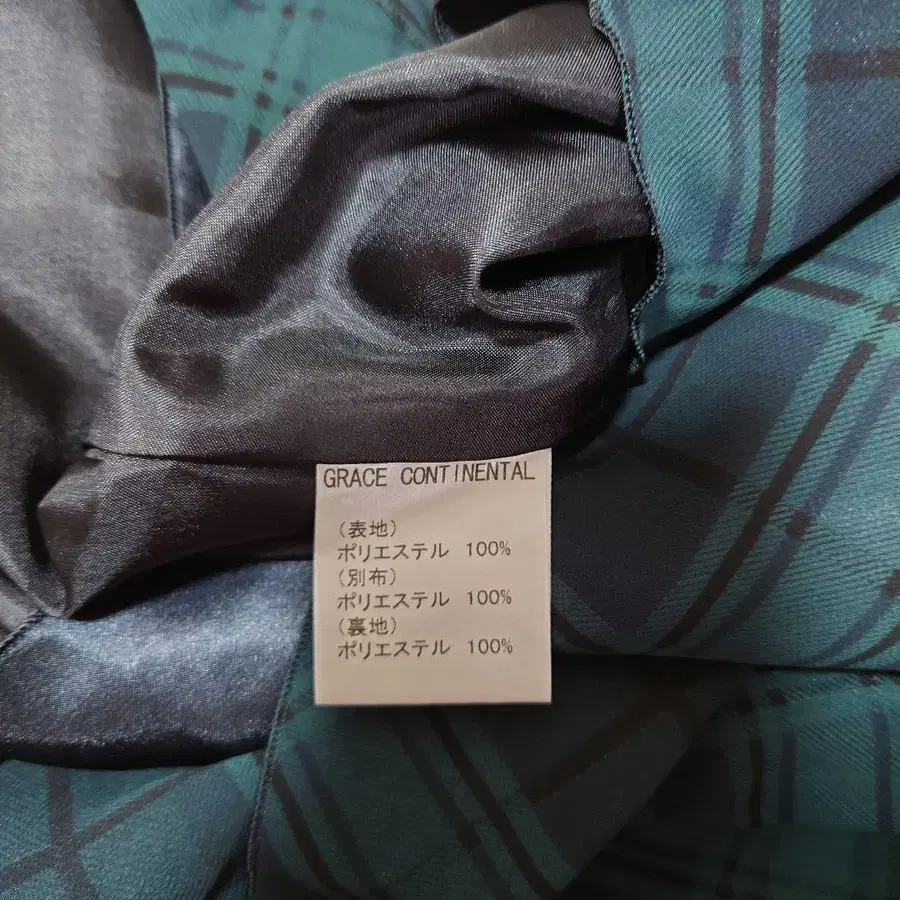 GRACE CONTINENTAL
(表地)
ポリエステル 100%
(別布)
ポリエステル 100%
(裏地)
ポリエステル 100%